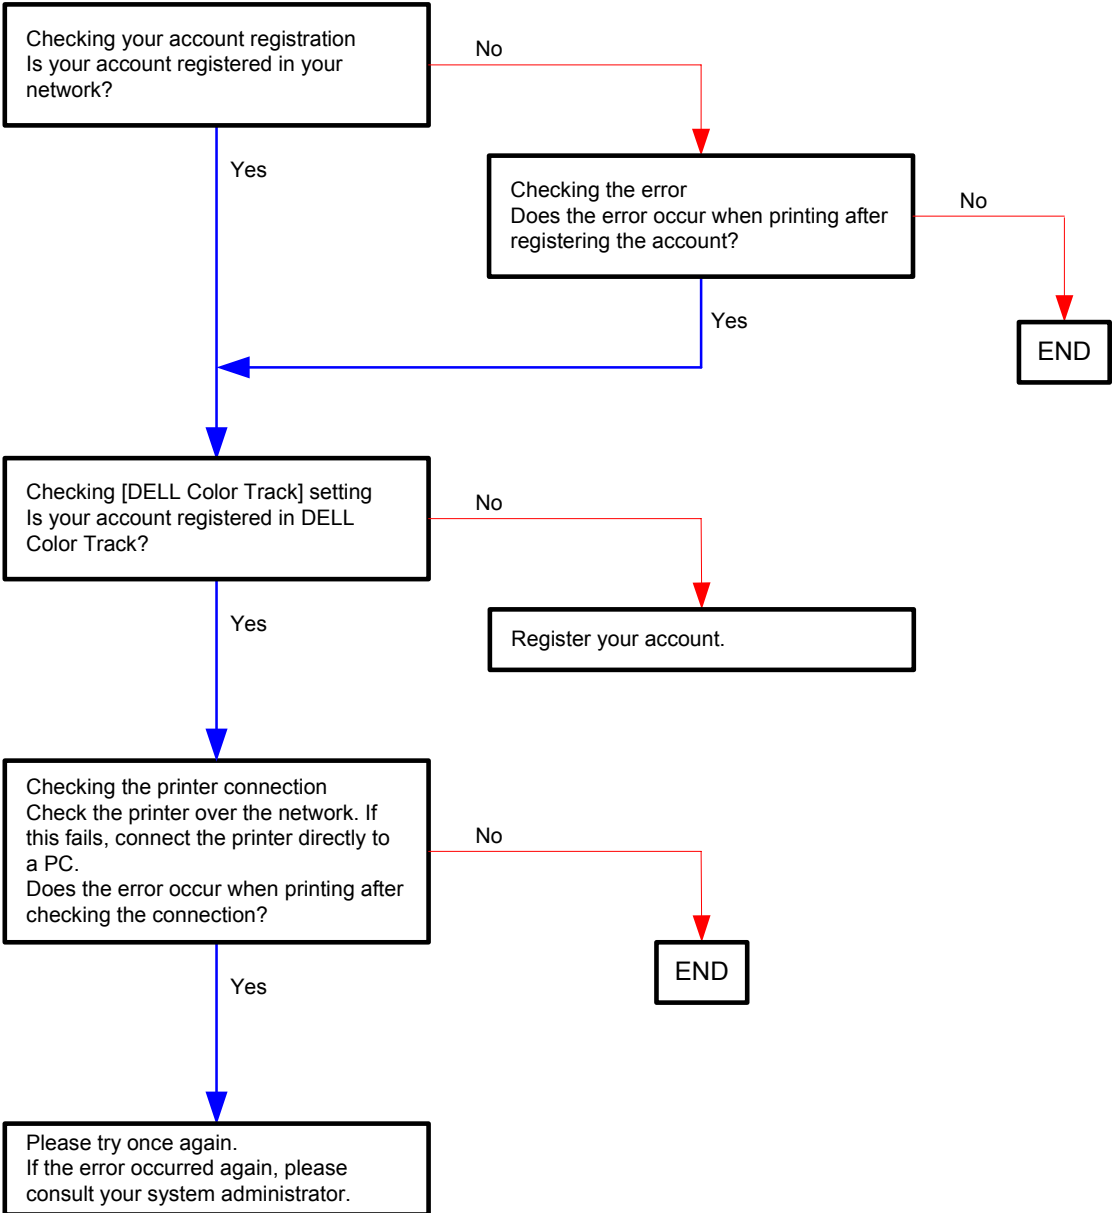 Checking your account registration
Is your account registered in your
network?
No
Yes
Checking the error
Does the error occur when printing after
registering the account?
No
Yes
END
Checking [DELL Color Track] setting
Is your account registered in DELL
Color Track?
No
Yes
Register your account.
Checking the printer connection
Check the printer over the network. If
this fails, connect the printer directly to
a PC.
Does the error occur when printing after
checking the connection?
No
Yes
END
Please try once again.
If the error occurred again, please
consult your system administrator.